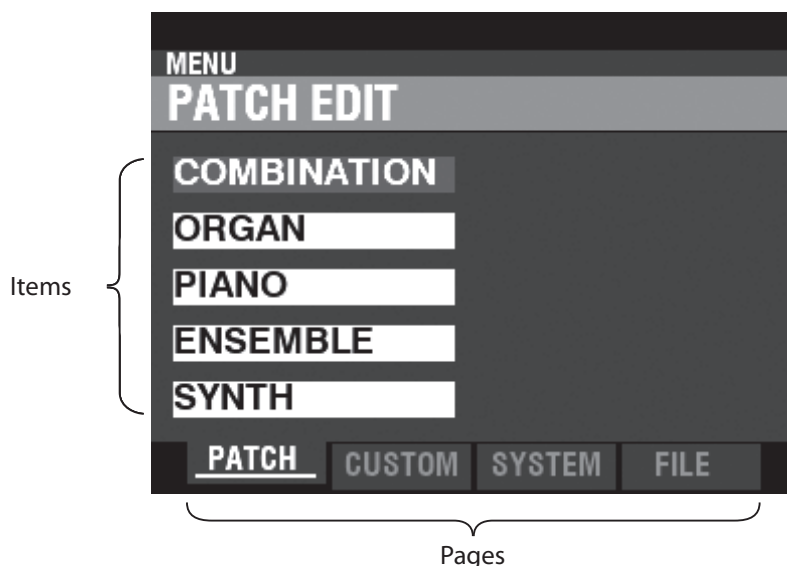 MENU
PATCH EDIT
COMBINATION
ORGAN
PIANO
ENSEMBLE
SYNTH
Items
PATCH CUSTOM SYSTEM FILE
Pages